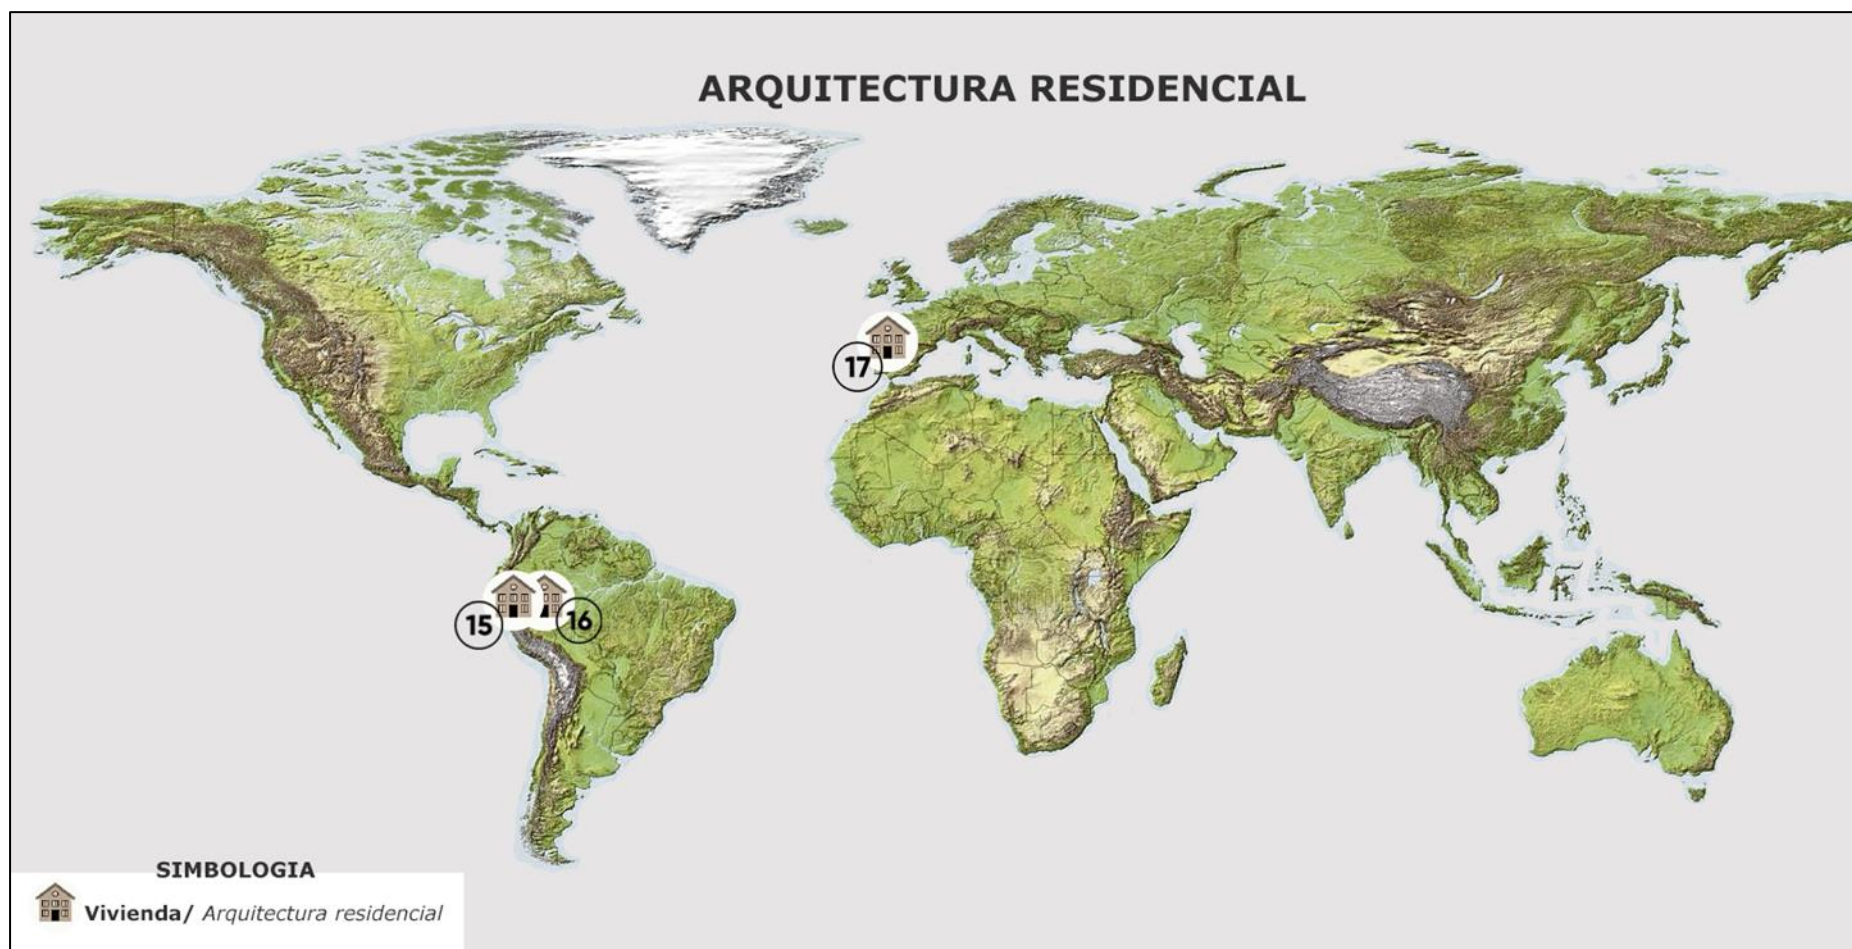 ARQUITECTURA RESIDENCIAL
17
15
16
SIMBOLOGIA
Vivienda/ Arquitectura residencial